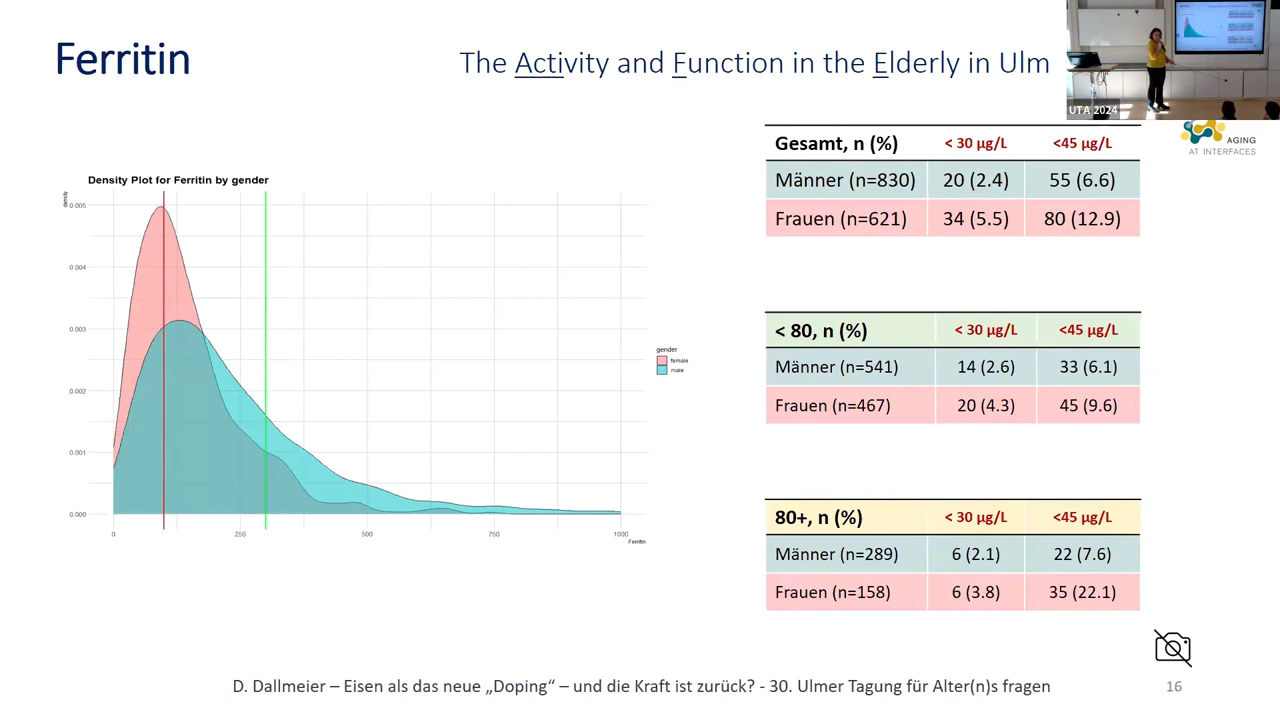 Ferritin
The Activity and Function in the Elderly in Ulm
UTA 2024
AGING
AT INTERFACES
Density Plot for Ferritin by gender
density
0.005
0.004
0.003
0.002
0.001
0.000
0
250
500
750
1000
Ferritin
gender
female
male
Gesamt, n (%) < 30 µg/L <45 µg/L
Männer (n=830) 20 (2.4) 55 (6.6)
Frauen (n=621) 34 (5.5) 80 (12.9)
< 80, n (%) < 30 µg/L <45 µg/L
Männer (n=541) 14 (2.6) 33 (6.1)
Frauen (n=467) 20 (4.3) 45 (9.6)
80+, n (%) < 30 µg/L <45 µg/L
Männer (n=289) 6 (2.1) 22 (7.6)
Frauen (n=158) 6 (3.8) 35 (22.1)
D. Dallmeier – Eisen als das neue „Doping“ – und die Kraft ist zurück? - 30. Ulmer Tagung für Alter(n)s fragen
16